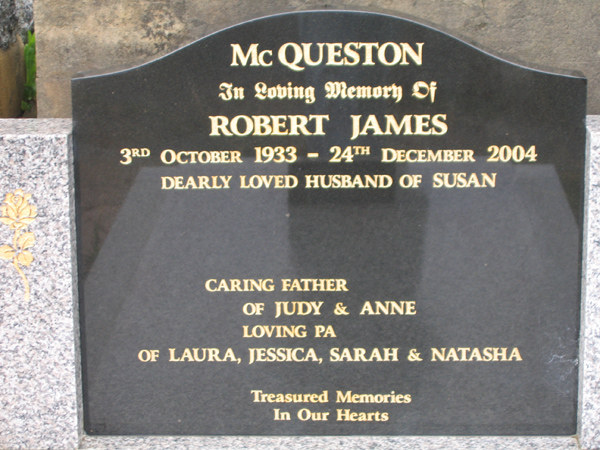 Mc QUESTON
In Loving Memory Of
ROBERT JAMES
3RD OCTOBER 1933 - 24TH DECEMBER 2004
DEARLY LOVED HUSBAND OF SUSAN
CARING FATHER
OF JUDY & ANNE
LOVING PA
OF LAURA, JESSICA, SARAH & NATASHA
Treasured Memories
In Our Hearts